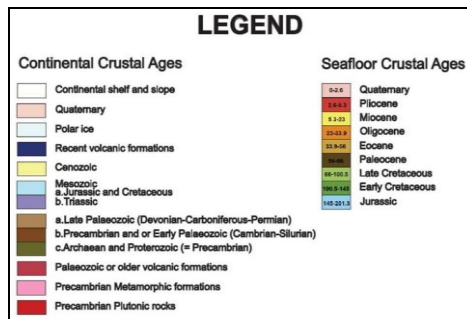 LEGEND
Continental Crustal Ages
Continental shelf and slope
Quaternary
Polar ice
Recent volcanic formations
Cenozoic
Mesozoic
a.Jurassic and Cretaceous
b.Triassic
a.Late Palaeozoic (Devonian-Carboniferous-Permian)
b.Precambrian and or Early Palaeozoic (Cambrian-Silurian)
c.Archaean and Proterozoic (= Precambrian)
Palaeozoic or older volcanic formations
Precambrian Metamorphic formations
Precambrian Plutonic rocks
Seafloor Crustal Ages
0-2.6 Quaternary
Pliocene
5.3-23 Miocene
23-33.9 Oligocene
33.9-56 Eocene
Paleocene
66-100.5 Late Cretaceous
100.5-145 Early Cretaceous
145-201.3 Jurassic